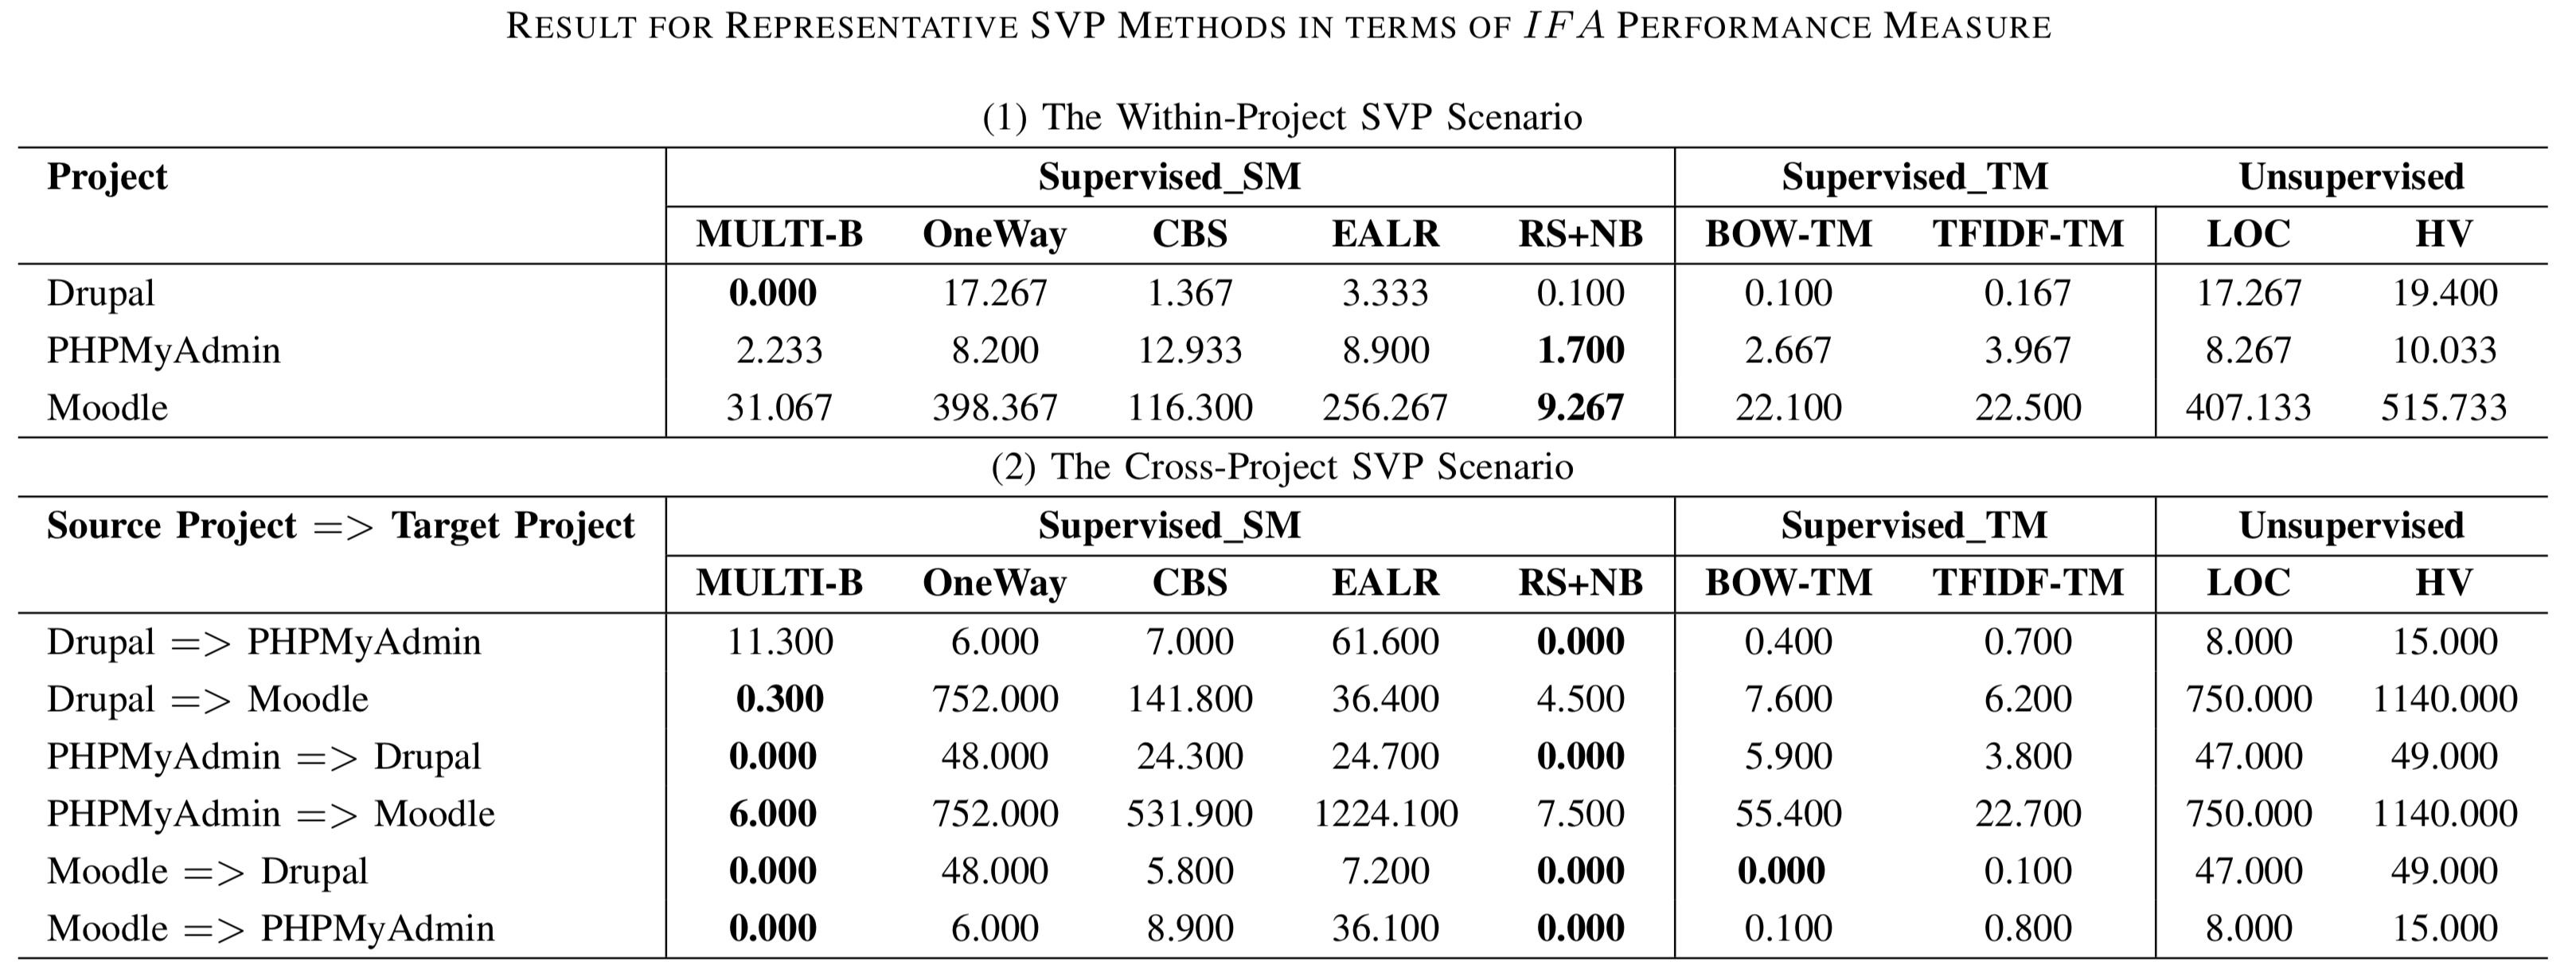 RESULT FOR REPRESENTATIVE SVP METHODS IN TERMS OF IFA PERFORMANCE MEASURE
(1) The Within-Project SVP Scenario
Project Supervised_SM Supervised_TM Unsupervised
MULTI-B OneWay CBS EALR RS+NB BOW-TM TFIDF-TM LOC HV
Drupal 0.000 17.267 1.367 3.333 0.100 0.100 0.167 17.267 19.400
PHPMyAdmin 2.233 8.200 12.933 8.900 1.700 2.667 3.967 8.267 10.033
Moodle 31.067 398.367 116.300 256.267 9.267 22.100 22.500 407.133 515.733
(2) The Cross-Project SVP Scenario
Source Project => Target Project Supervised_SM Supervised_TM Unsupervised
MULTI-B OneWay CBS EALR RS+NB BOW-TM TFIDF-TM LOC HV
Drupal => PHPMyAdmin 11.300 6.000 7.000 61.600 0.000 0.400 0.700 8.000 15.000
Drupal => Moodle 0.300 752.000 141.800 36.400 4.500 7.600 6.200 750.000 1140.000
PHPMyAdmin => Drupal 0.000 48.000 24.300 24.700 0.000 5.900 3.800 47.000 49.000
PHPMyAdmin => Moodle 6.000 752.000 531.900 1224.100 7.500 55.400 22.700 750.000 1140.000
Moodle => Drupal 0.000 48.000 5.800 7.200 0.000 0.000 0.100 47.000 49.000
Moodle => PHPMyAdmin 0.000 6.000 8.900 36.100 0.000 0.100 0.800 8.000 15.000